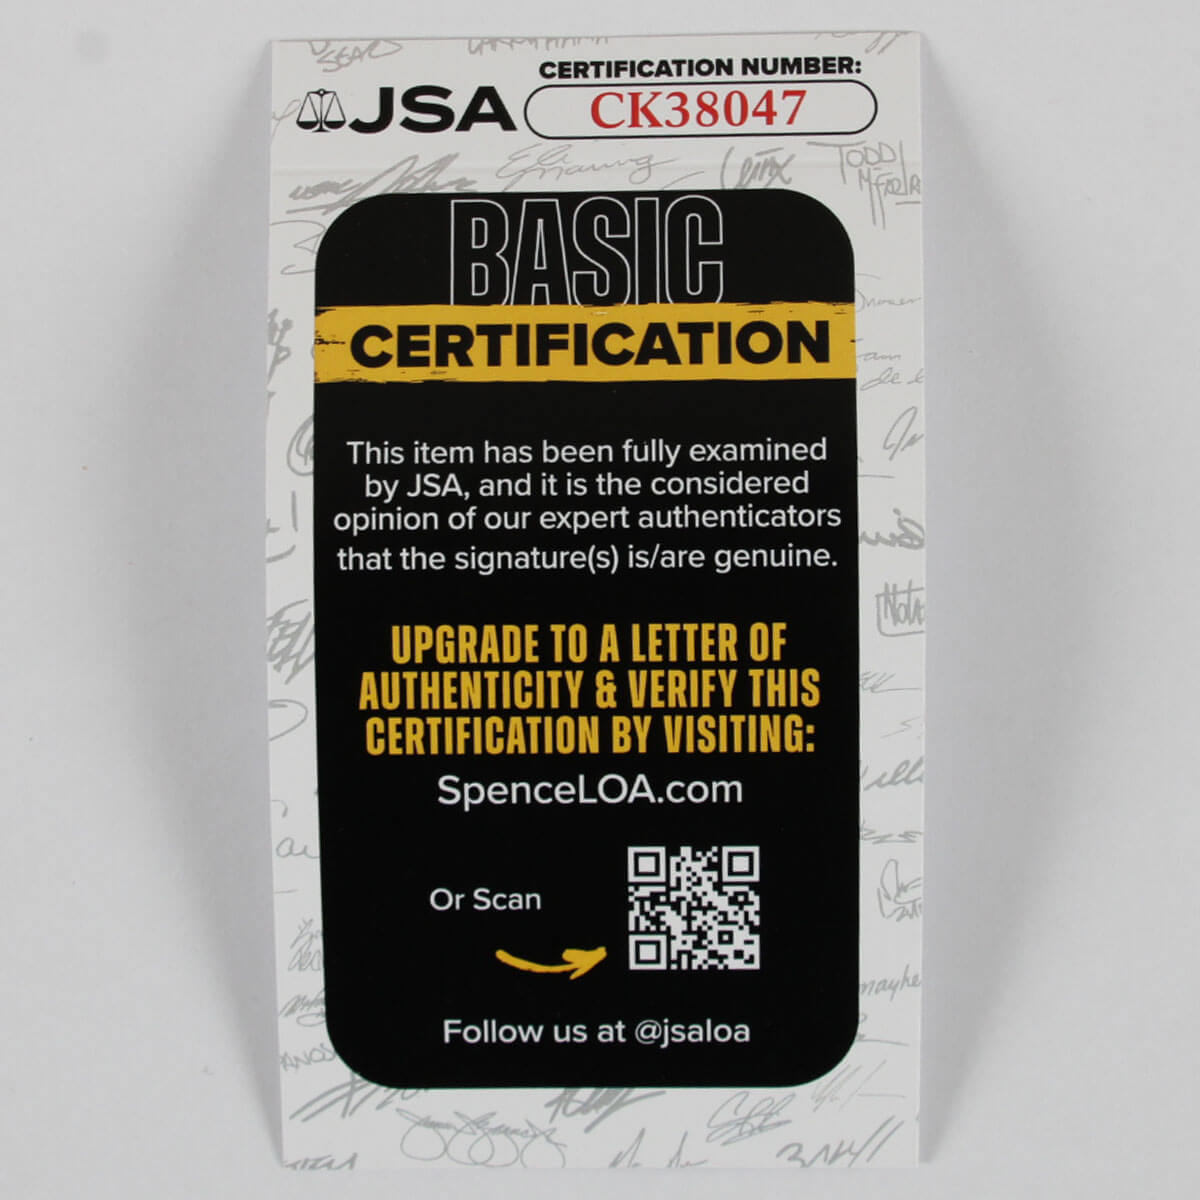 CERTIFICATION NUMBER:
JSA CK38047
BASIC
CERTIFICATION
This item has been fully examined
by JSA, and it is the considered
opinion of our expert authenticators
that the signature(s) is/are genuine.
UPGRADE TO A LETTER OF
AUTHENTICITY & VERIFY THIS
CERTIFICATION BY VISITING:
SpenceLOA.com
Or Scan
Follow us at @jsaloa